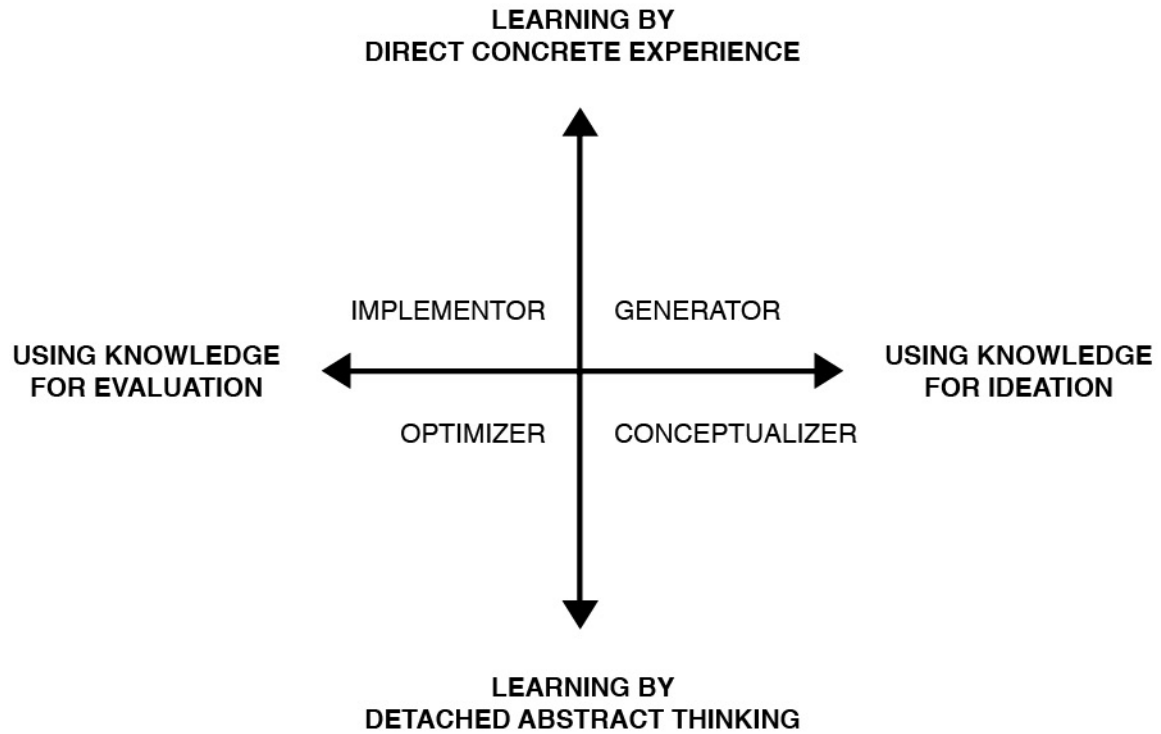 LEARNING BY
DIRECT CONCRETE EXPERIENCE
IMPLEMENTOR
GENERATOR
USING KNOWLEDGE
FOR EVALUATION
USING KNOWLEDGE
FOR IDEATION
OPTIMIZER
CONCEPTUALIZER
LEARNING BY
DETACHED ABSTRACT THINKING